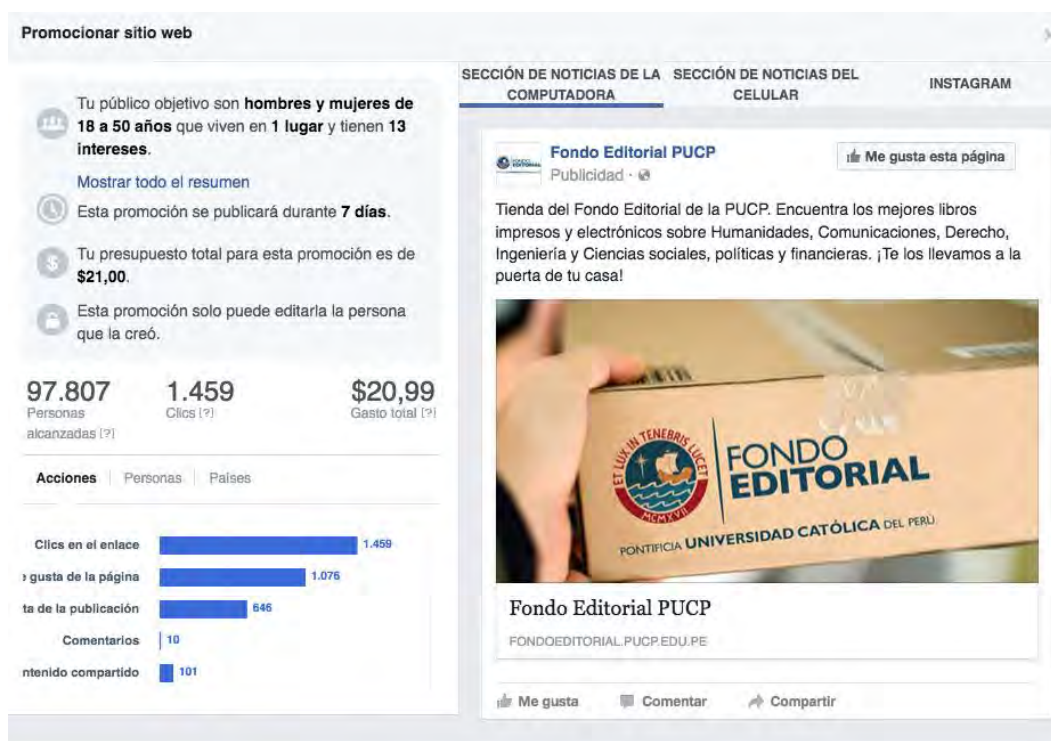 Promocionar sitio web
Tu público objetivo son hombres y mujeres de
18 a 50 años que viven en 1 lugar y tienen 13
intereses.
Mostrar todo el resumen
Esta promoción se publicará durante 7 días.
Tu presupuesto total para esta promoción es de
$21,00.
Esta promoción solo puede editarla la persona
que la creó.
97.807
Personas
alcanzadas [?]
1.459
Clics [?]
$20,99
Gasto total [?]
Acciones Personas Países
Clics en el enlace 1.459
gusta de la página 1.076
ta de la publicación 646
Comentarios 10
ntenido compartido 101
SECCIÓN DE NOTICIAS DE LA
COMPUTADORA
SECCIÓN DE NOTICIAS DEL
CELULAR
INSTAGRAM
Fondo Editorial PUCP
Publicidad ·
Me gusta esta página
Tienda del Fondo Editorial de la PUCP. Encuentra los mejores libros
impresos y electrónicos sobre Humanidades, Comunicaciones, Derecho,
Ingeniería y Ciencias sociales, políticas y financieras. ¡Te los llevamos a la
puerta de tu casa!
ET LUX IN TENEBRIS LUCET
MCMXVII
FONDO
EDITORIAL
PONTIFICIA UNIVERSIDAD CATÓLICA DEL PERÚ
Fondo Editorial PUCP
FONDOEDITORIAL.PUCP.EDU.PE
Me gusta Comentar Compartir